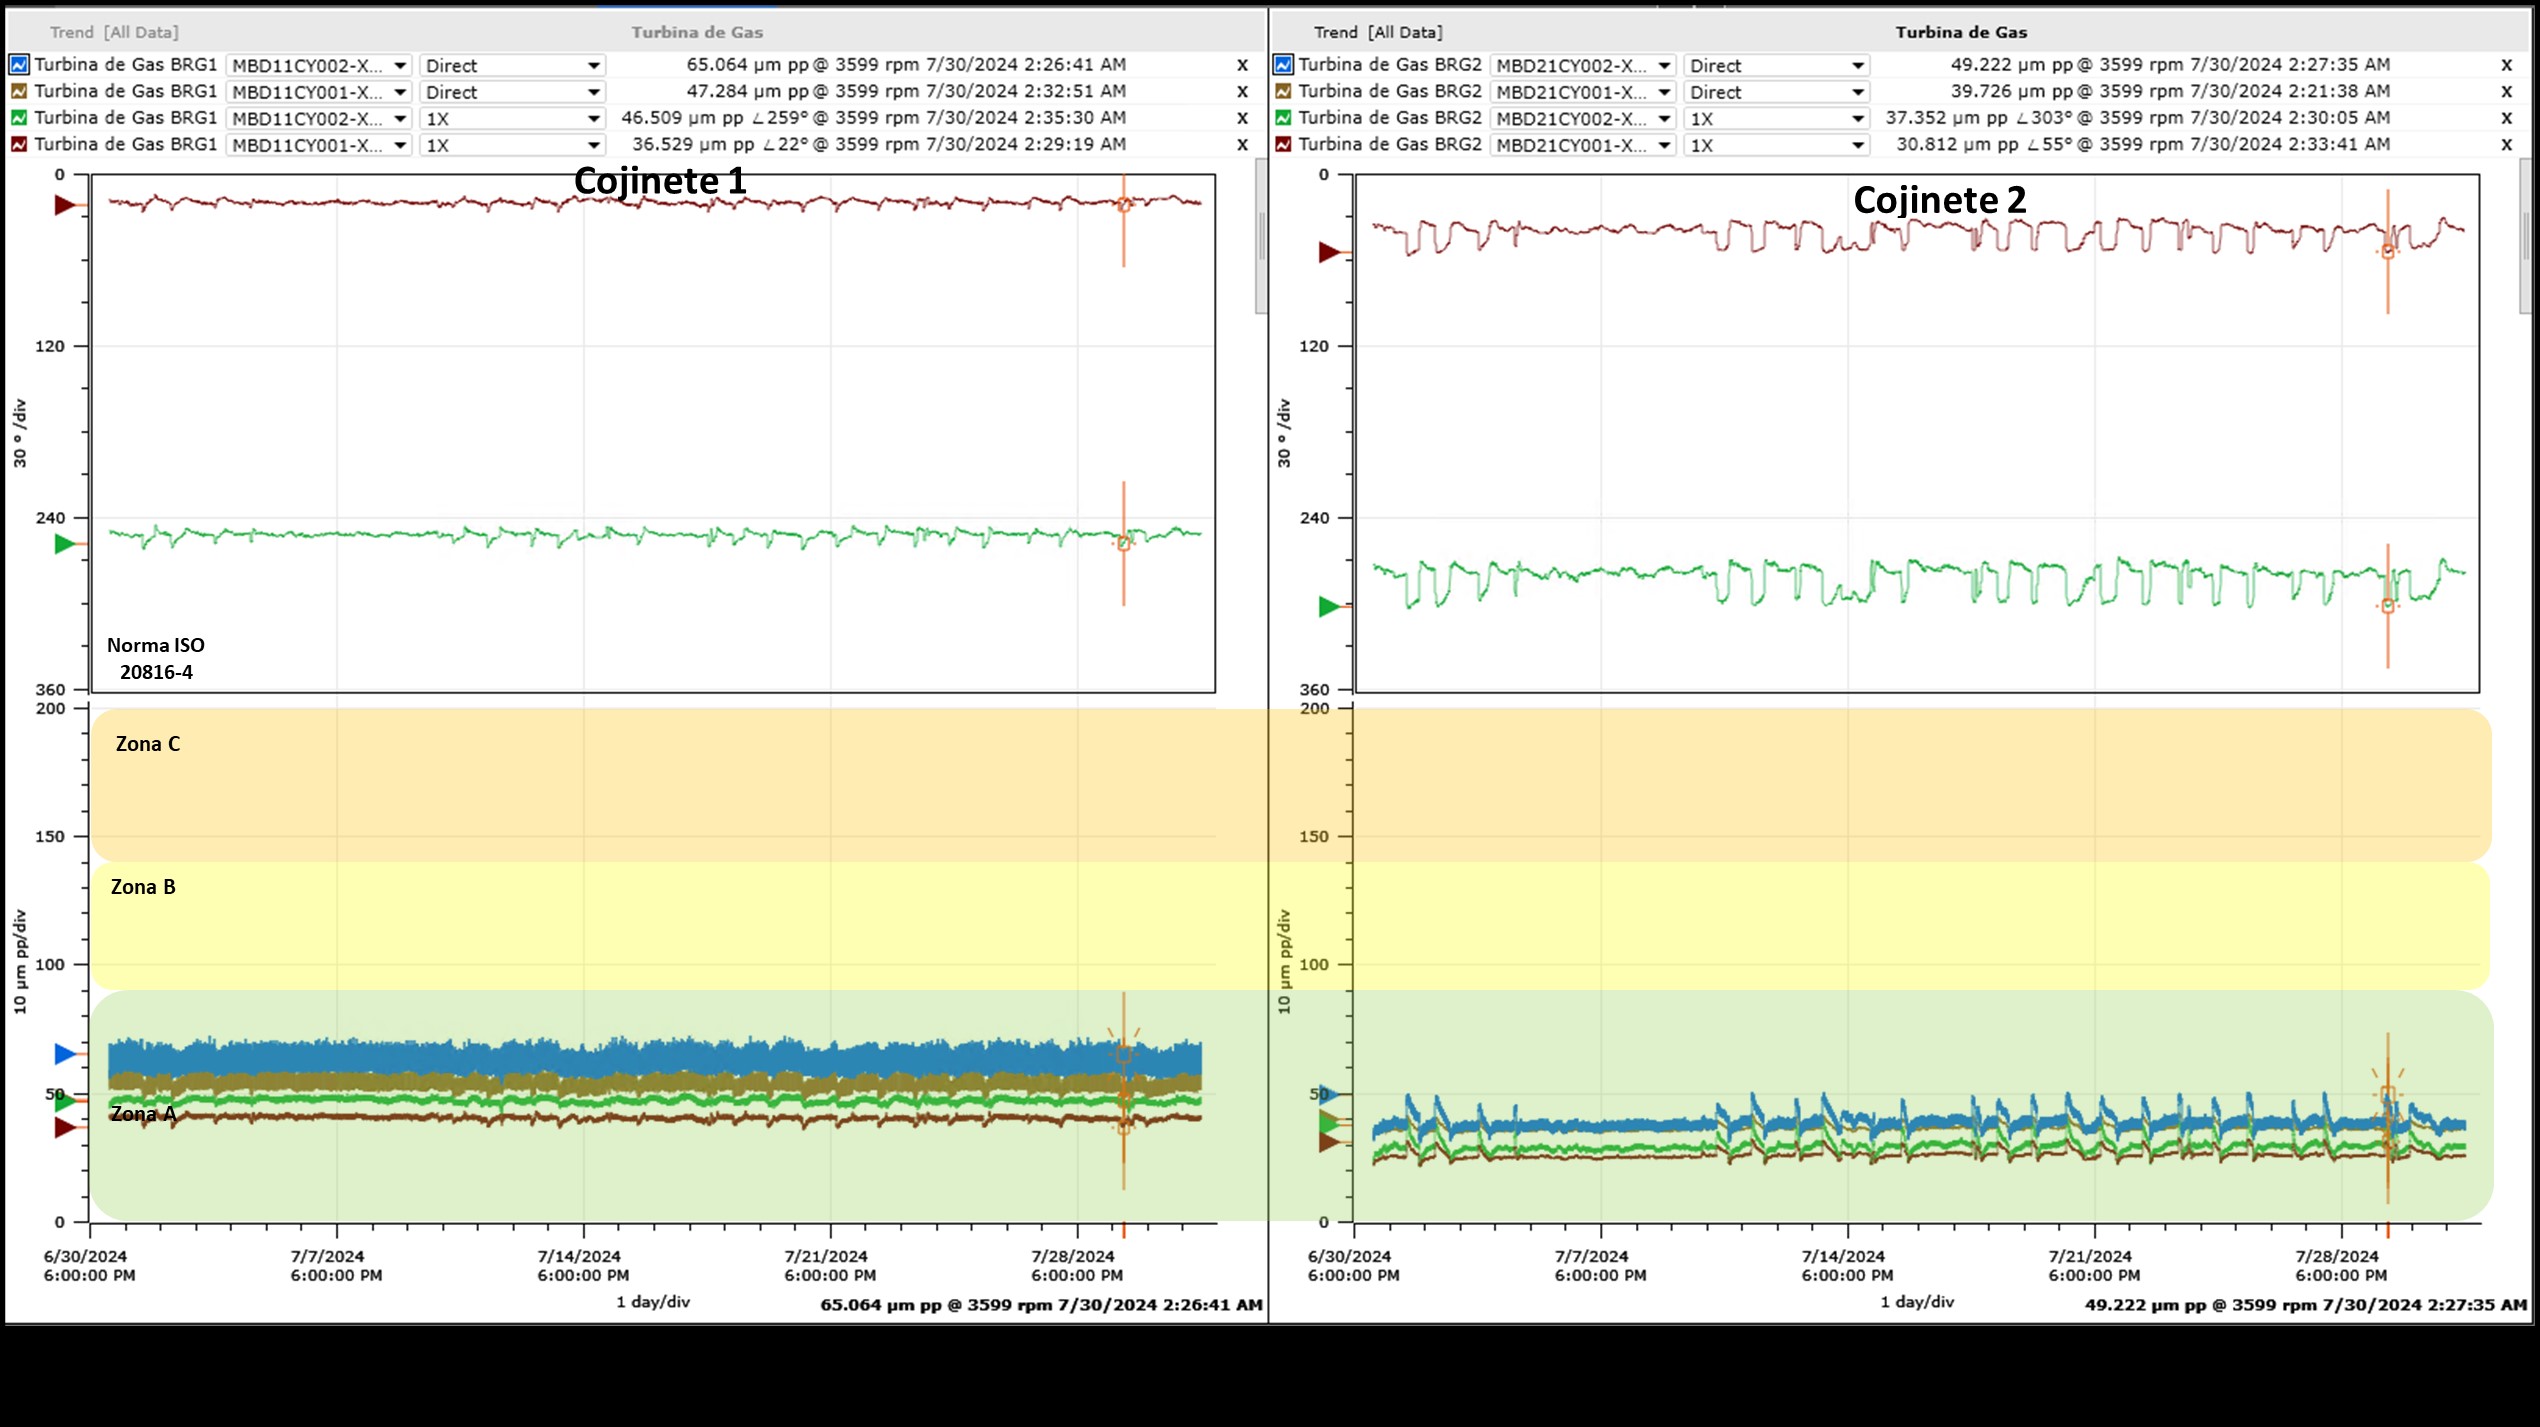 Trend [All Data]
Turbina de Gas
Turbina de Gas BRG1 MBD11CY002-X... Direct 65.064 µm pp @ 3599 rpm 7/30/2024 2:26:41 AM X
Turbina de Gas BRG1 MBD11CY001-X... Direct 47.284 µm pp @ 3599 rpm 7/30/2024 2:32:51 AM X
Turbina de Gas BRG1 MBD11CY002-X... 1X 46.509 µm pp ∠259° @ 3599 rpm 7/30/2024 2:35:30 AM X
Turbina de Gas BRG1 MBD11CY001-X... 1X 36.529 µm pp ∠22° @ 3599 rpm 7/30/2024 2:29:19 AM X
Cojinete 1
0
120
240
360
30 ° /div
Norma ISO
20816-4
200
150
100
50
0
10 µm pp/div
Zona C
Zona B
Zona A
6/30/2024 7/7/2024 7/14/2024 7/21/2024 7/28/2024
6:00:00 PM 6:00:00 PM 6:00:00 PM 6:00:00 PM 6:00:00 PM
1 day/div
65.064 µm pp @ 3599 rpm 7/30/2024 2:26:41 AM
Trend [All Data]
Turbina de Gas
Turbina de Gas BRG2 MBD21CY002-X... Direct 49.222 µm pp @ 3599 rpm 7/30/2024 2:27:35 AM X
Turbina de Gas BRG2 MBD21CY001-X... Direct 39.726 µm pp @ 3599 rpm 7/30/2024 2:21:38 AM X
Turbina de Gas BRG2 MBD21CY002-X... 1X 37.352 µm pp ∠303° @ 3599 rpm 7/30/2024 2:30:05 AM X
Turbina de Gas BRG2 MBD21CY001-X... 1X 30.812 µm pp ∠55° @ 3599 rpm 7/30/2024 2:33:41 AM X
Cojinete 2
0
120
240
360
30 ° /div
200
150
100
50
0
10 µm pp/div
6/30/2024 7/7/2024 7/14/2024 7/21/2024 7/28/2024
6:00:00 PM 6:00:00 PM 6:00:00 PM 6:00:00 PM 6:00:00 PM
1 day/div
49.222 µm pp @ 3599 rpm 7/30/2024 2:27:35 AM